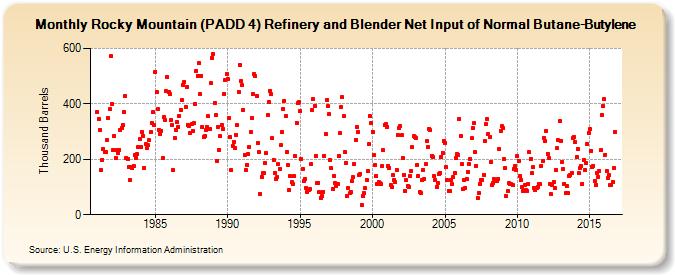 Monthly Rocky Mountain (PADD 4) Refinery and Blender Net Input of Normal Butane-Butylene
Thousand Barrels
600
400
200
0
1985 1990 1995 2000 2005 2010 2015
Source: U.S. Energy Information Administration